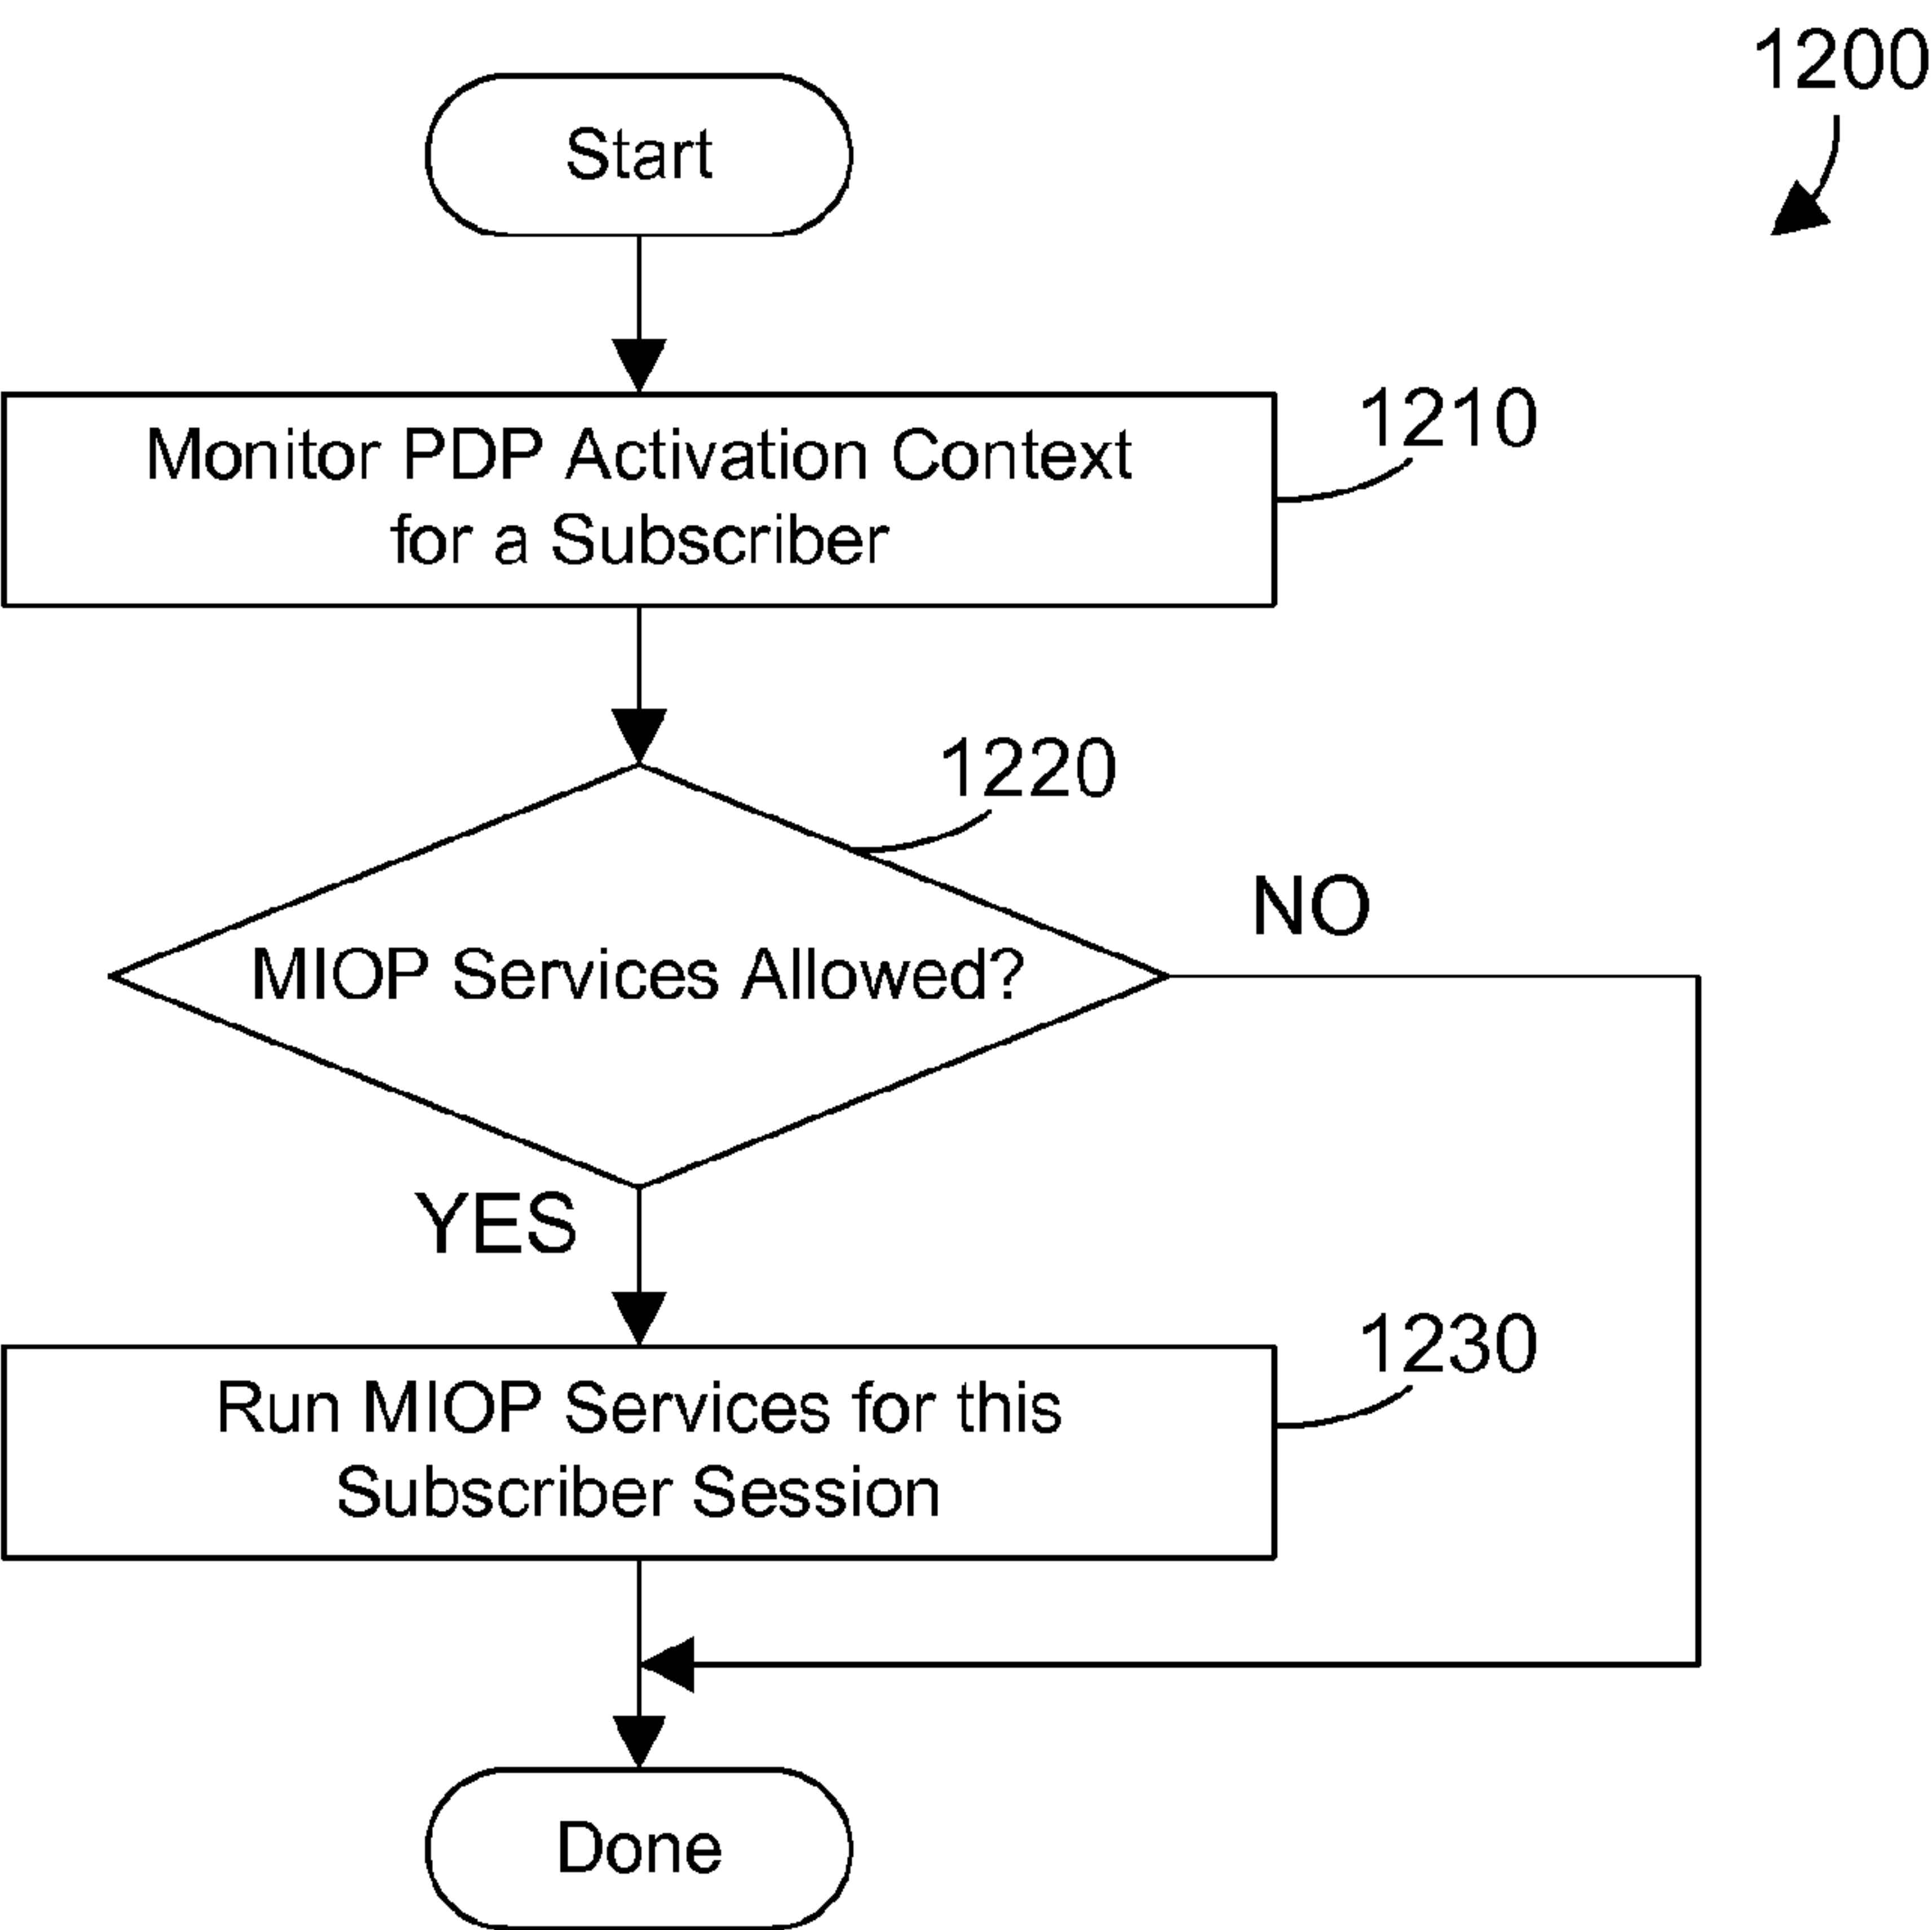 1200
Start
Monitor PDP Activation Context
for a Subscriber
1210
1220
MIOP Services Allowed?
NO
YES
Run MIOP Services for this
Subscriber Session
1230
Done